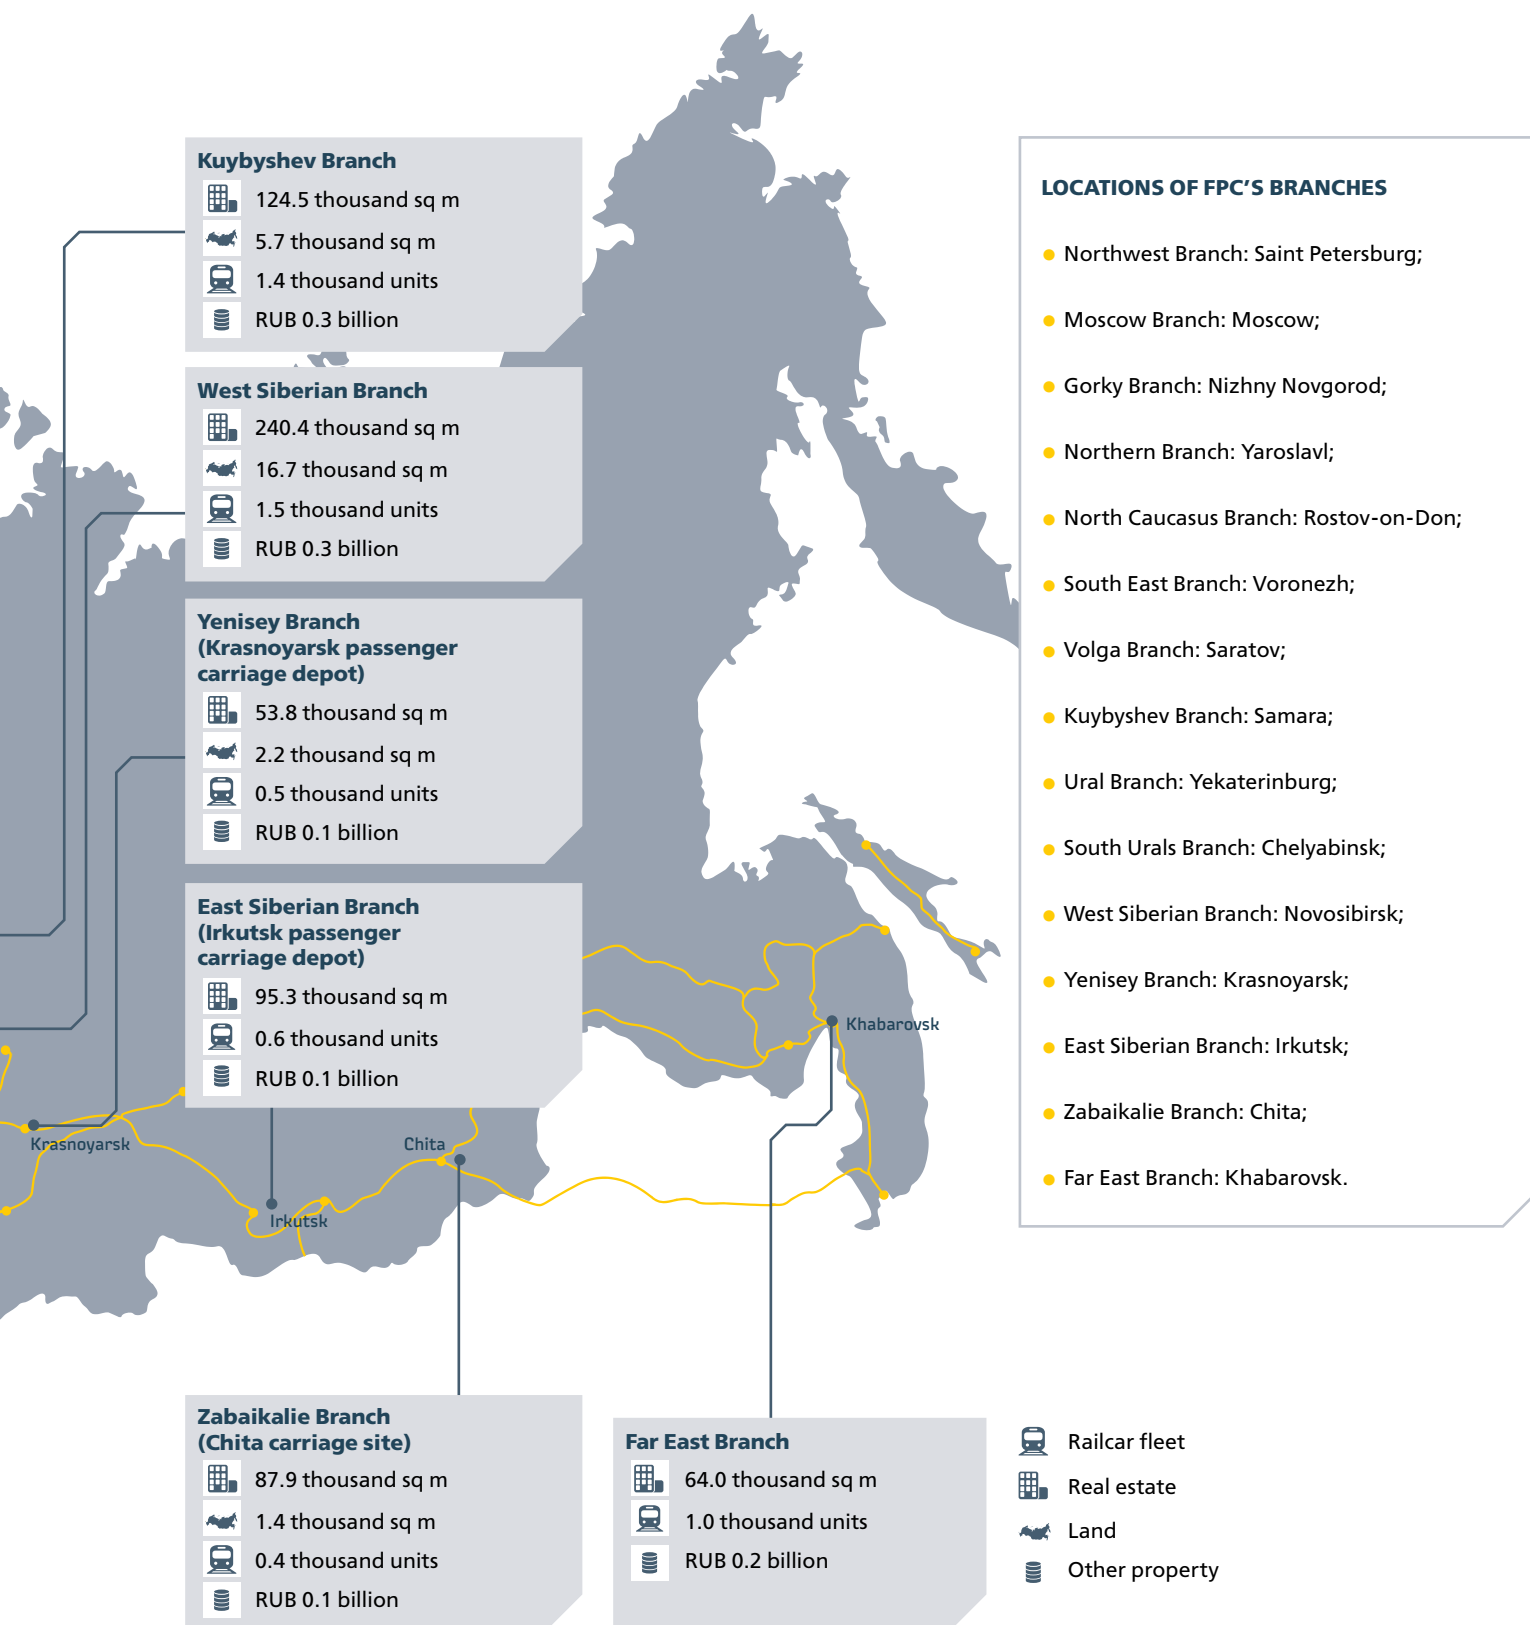 Kuybyshev Branch
124.5 thousand sq m
5.7 thousand sq m
1.4 thousand units
RUB 0.3 billion
West Siberian Branch
240.4 thousand sq m
16.7 thousand sq m
1.5 thousand units
RUB 0.3 billion
Yenisey Branch
(Krasnoyarsk passenger
carriage depot)
53.8 thousand sq m
2.2 thousand sq m
0.5 thousand units
RUB 0.1 billion
East Siberian Branch
(Irkutsk passenger
carriage depot)
95.3 thousand sq m
0.6 thousand units
RUB 0.1 billion
Khabarovsk
Krasnoyarsk
Chita
Irkutsk
Zabaikalie Branch
(Chita carriage site)
87.9 thousand sq m
1.4 thousand sq m
0.4 thousand units
RUB 0.1 billion
Far East Branch
64.0 thousand sq m
1.0 thousand units
RUB 0.2 billion
LOCATIONS OF FPC'S BRANCHES
Northwest Branch: Saint Petersburg;
Moscow Branch: Moscow;
Gorky Branch: Nizhny Novgorod;
Northern Branch: Yaroslavl;
North Caucasus Branch: Rostov-on-Don;
South East Branch: Voronezh;
Volga Branch: Saratov;
Kuybyshev Branch: Samara;
Ural Branch: Yekaterinburg;
South Urals Branch: Chelyabinsk;
West Siberian Branch: Novosibirsk;
Yenisey Branch: Krasnoyarsk;
East Siberian Branch: Irkutsk;
Zabaikalie Branch: Chita;
Far East Branch: Khabarovsk.
Railcar fleet
Real estate
Land
Other property